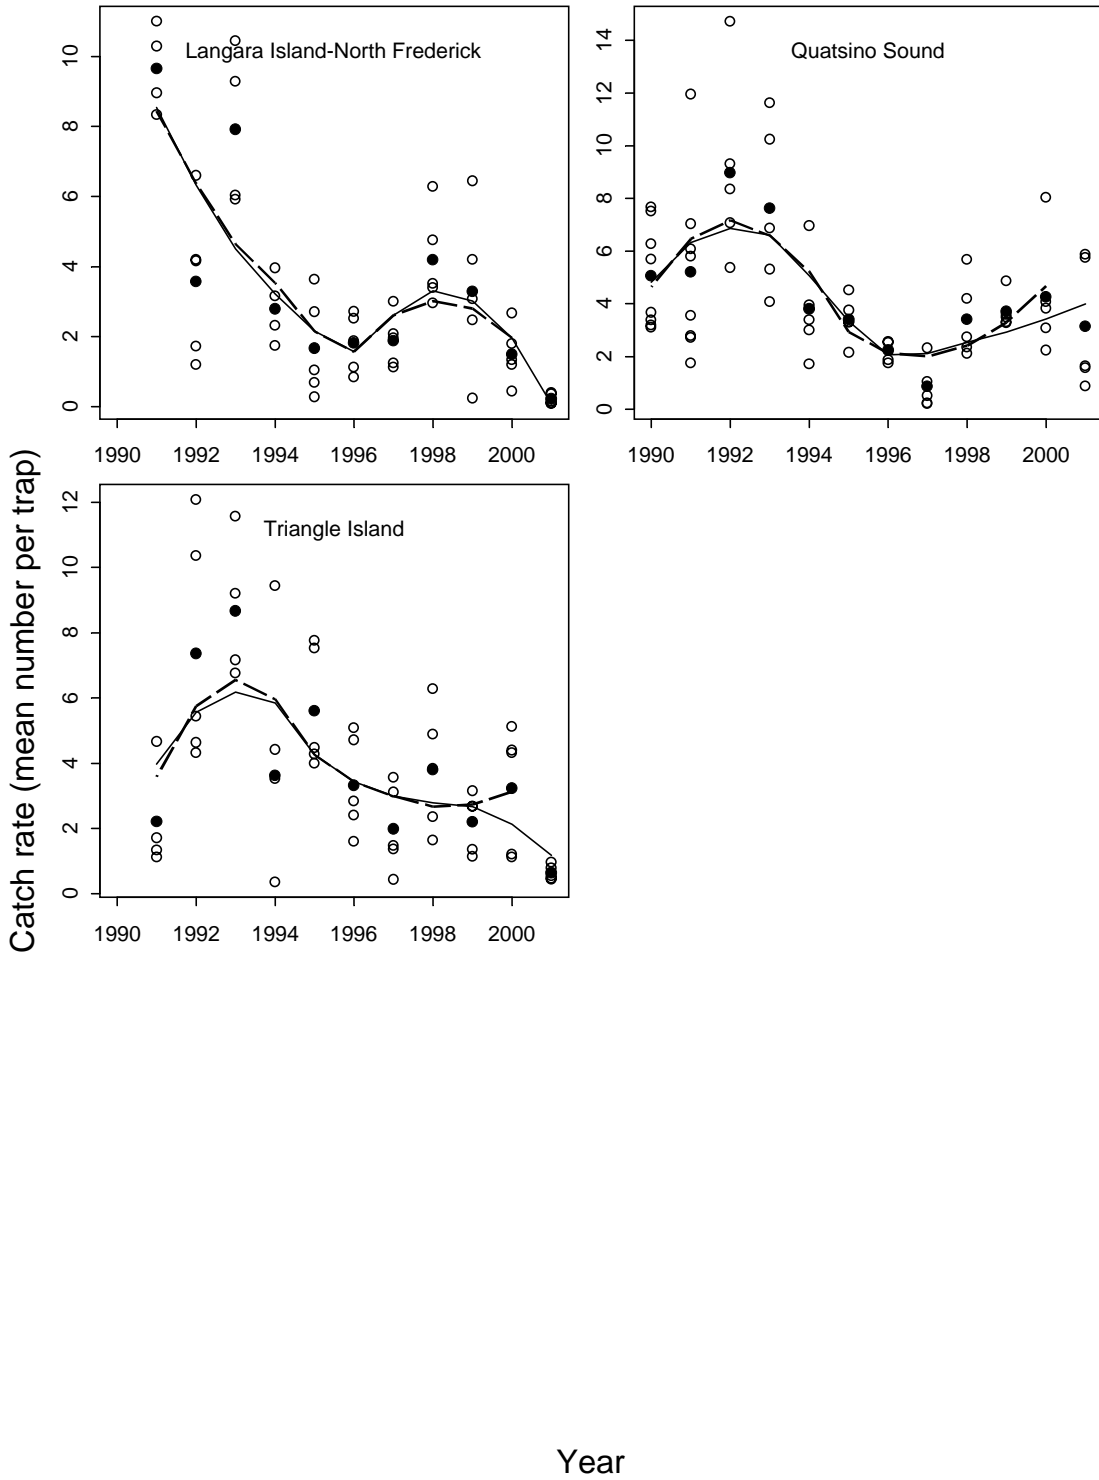 Langara Island-North Frederick
0 2 4 6 8 10
1990 1992 1994 1996 1998 2000
Quatsino Sound
0 2 4 6 8 10 12 14
1990 1992 1994 1996 1998 2000
Triangle Island
0 2 4 6 8 10 12
1990 1992 1994 1996 1998 2000
Catch rate (mean number per trap)
Year